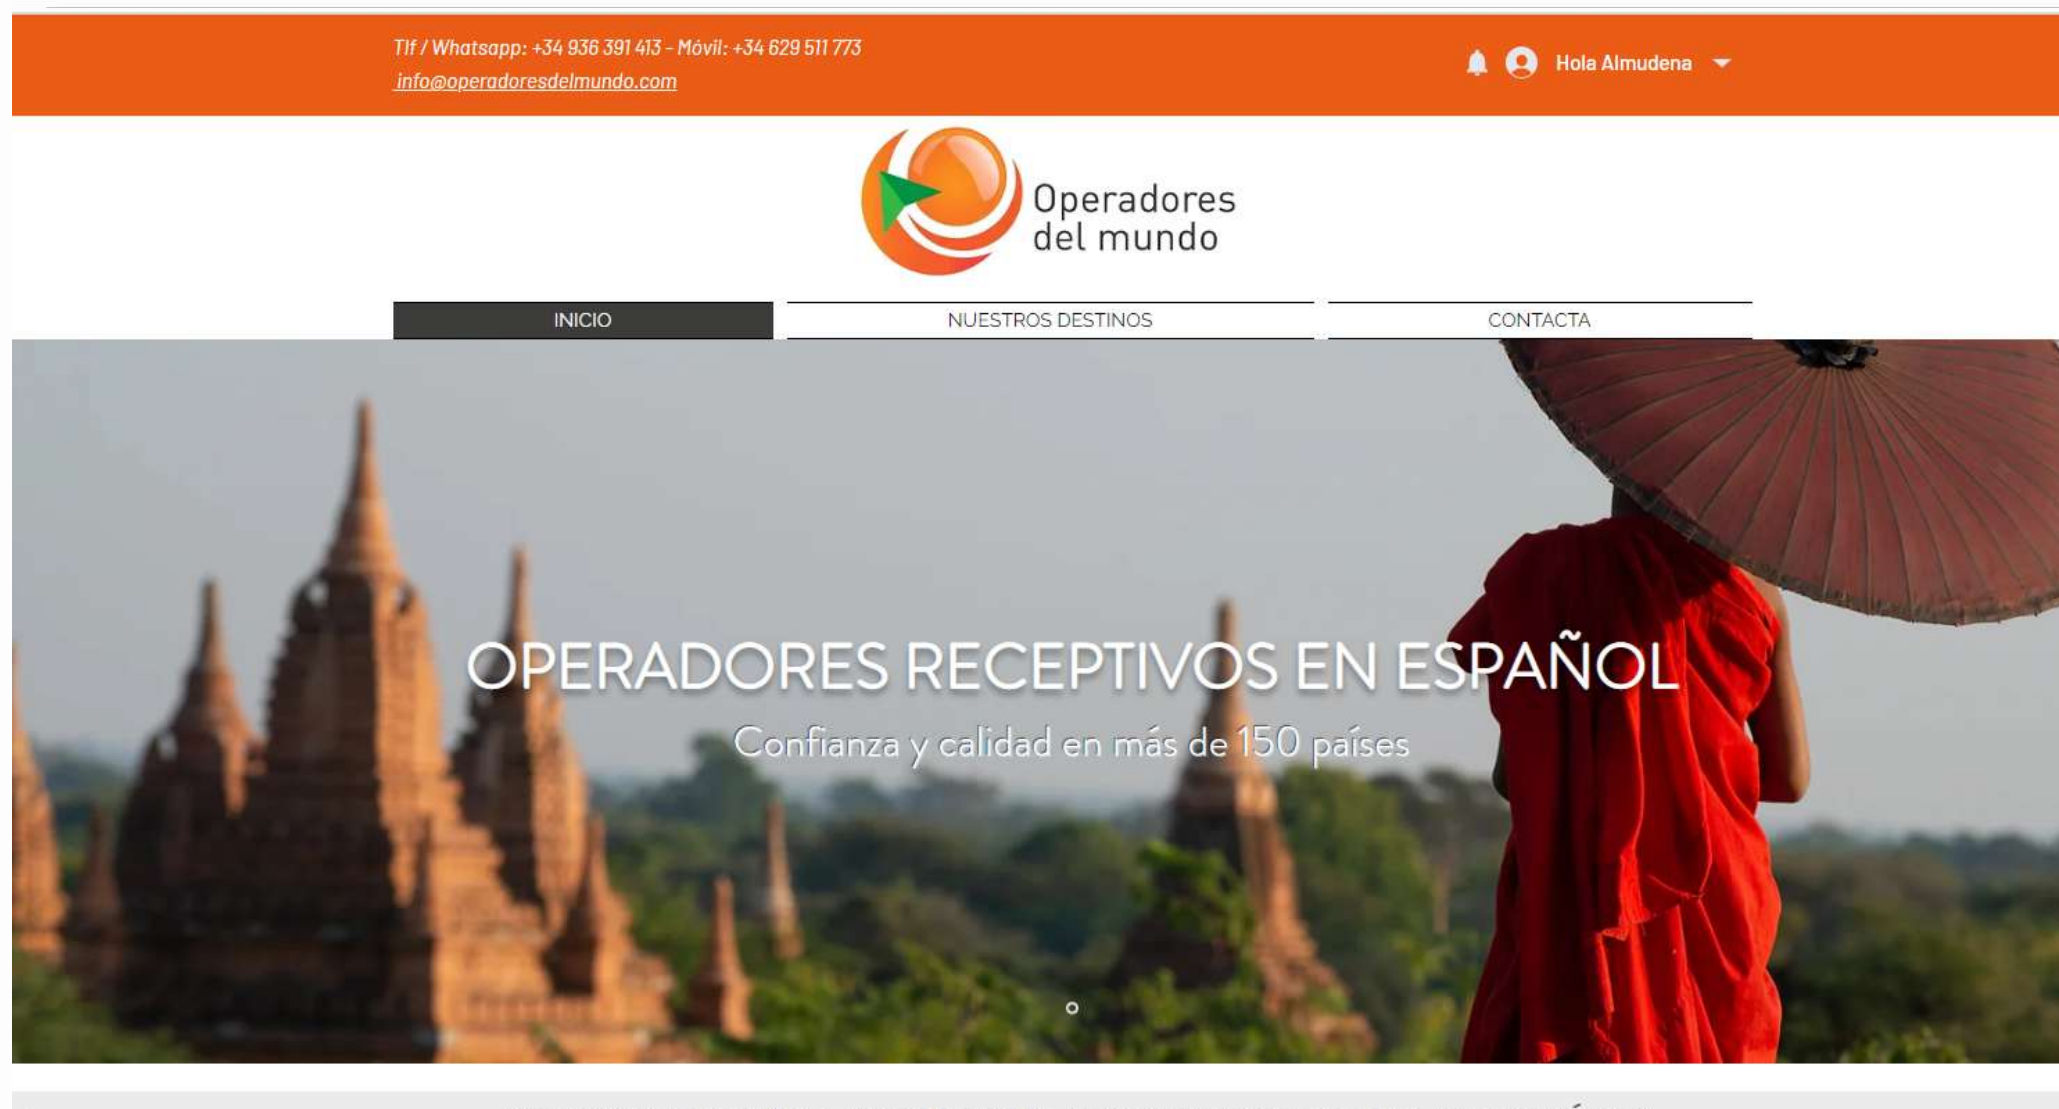 Tlf / Whatsapp: +34 936 391 413 - Móvil: +34 629 511 773
info@operadoresdelmundo.com
Hola Almudena
Operadores
del mundo
INICIO
NUESTROS DESTINOS
CONTACTA
OPERADORES RECEPTIVOS EN ESPAÑOL
Confianza y calidad en más de 150 países